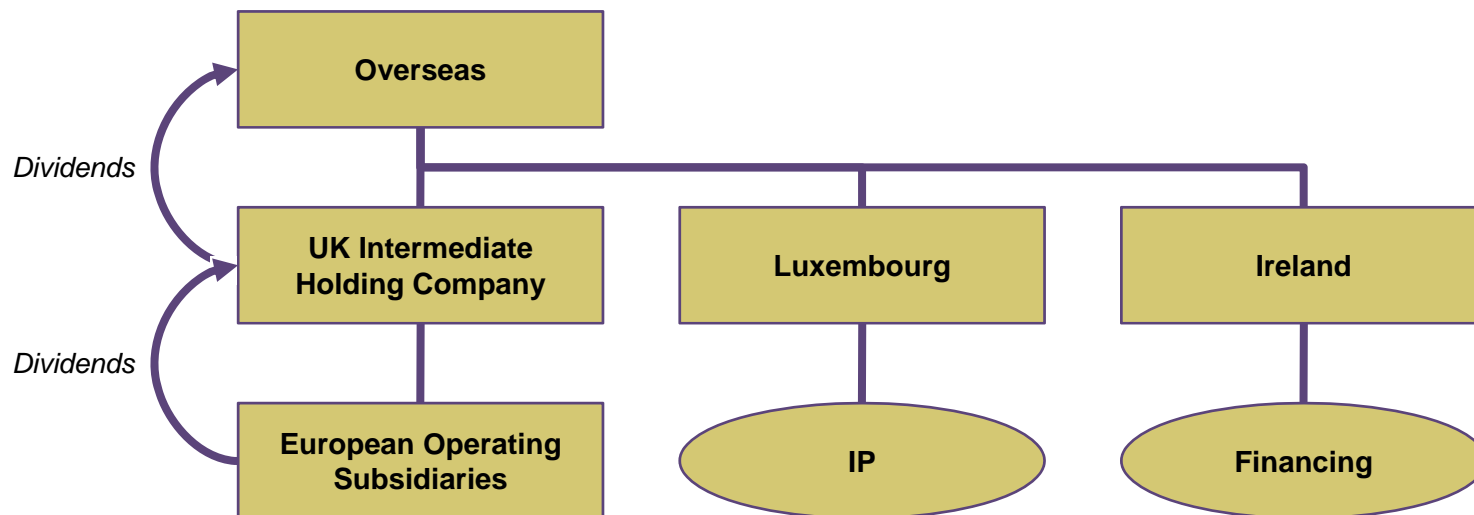 Overseas
Dividends
UK Intermediate
Holding Company
Luxembourg
Ireland
Dividends
European Operating
Subsidiaries
IP
Financing